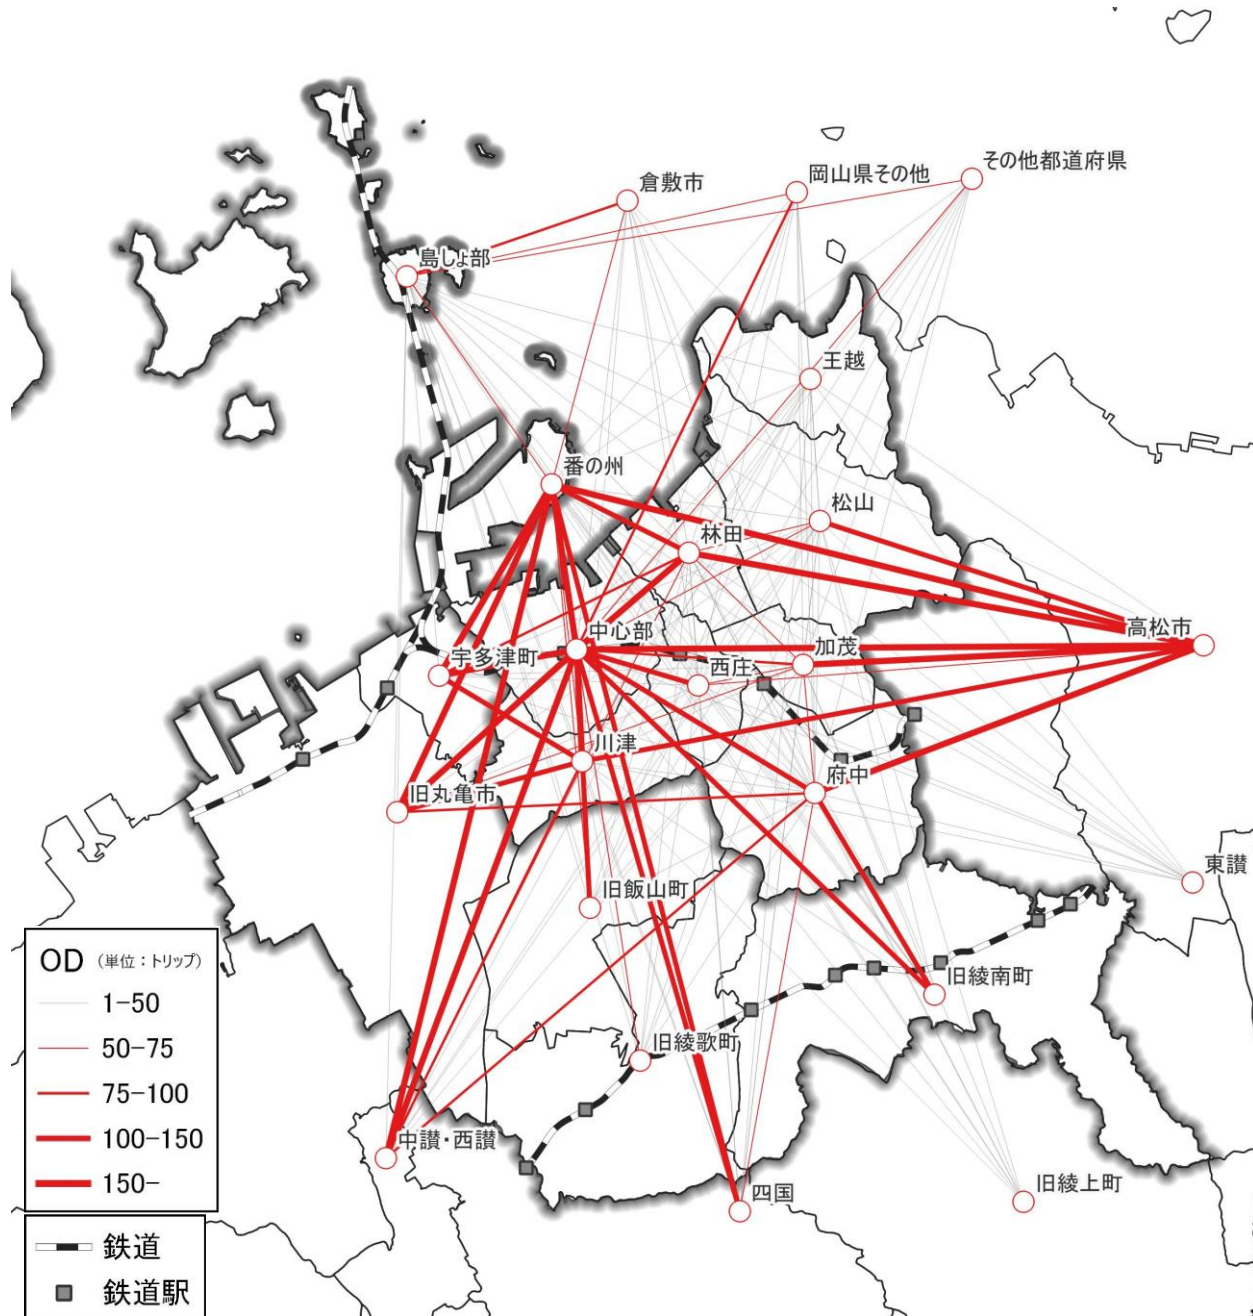 その他都道府県
岡山県その他
倉敷市
島しょ部
王越
番の州
松山
林田
中心部
高松市
宇多津町
加茂
西庄
川津
府中
旧丸亀市
東讃
旧飯山町
旧綾南町
旧綾歌町
中讃・西讃
四国
旧綾上町
OD (単位:トリップ)
1-50
50-75
75-100
100-150
150-
鉄道
鉄道駅